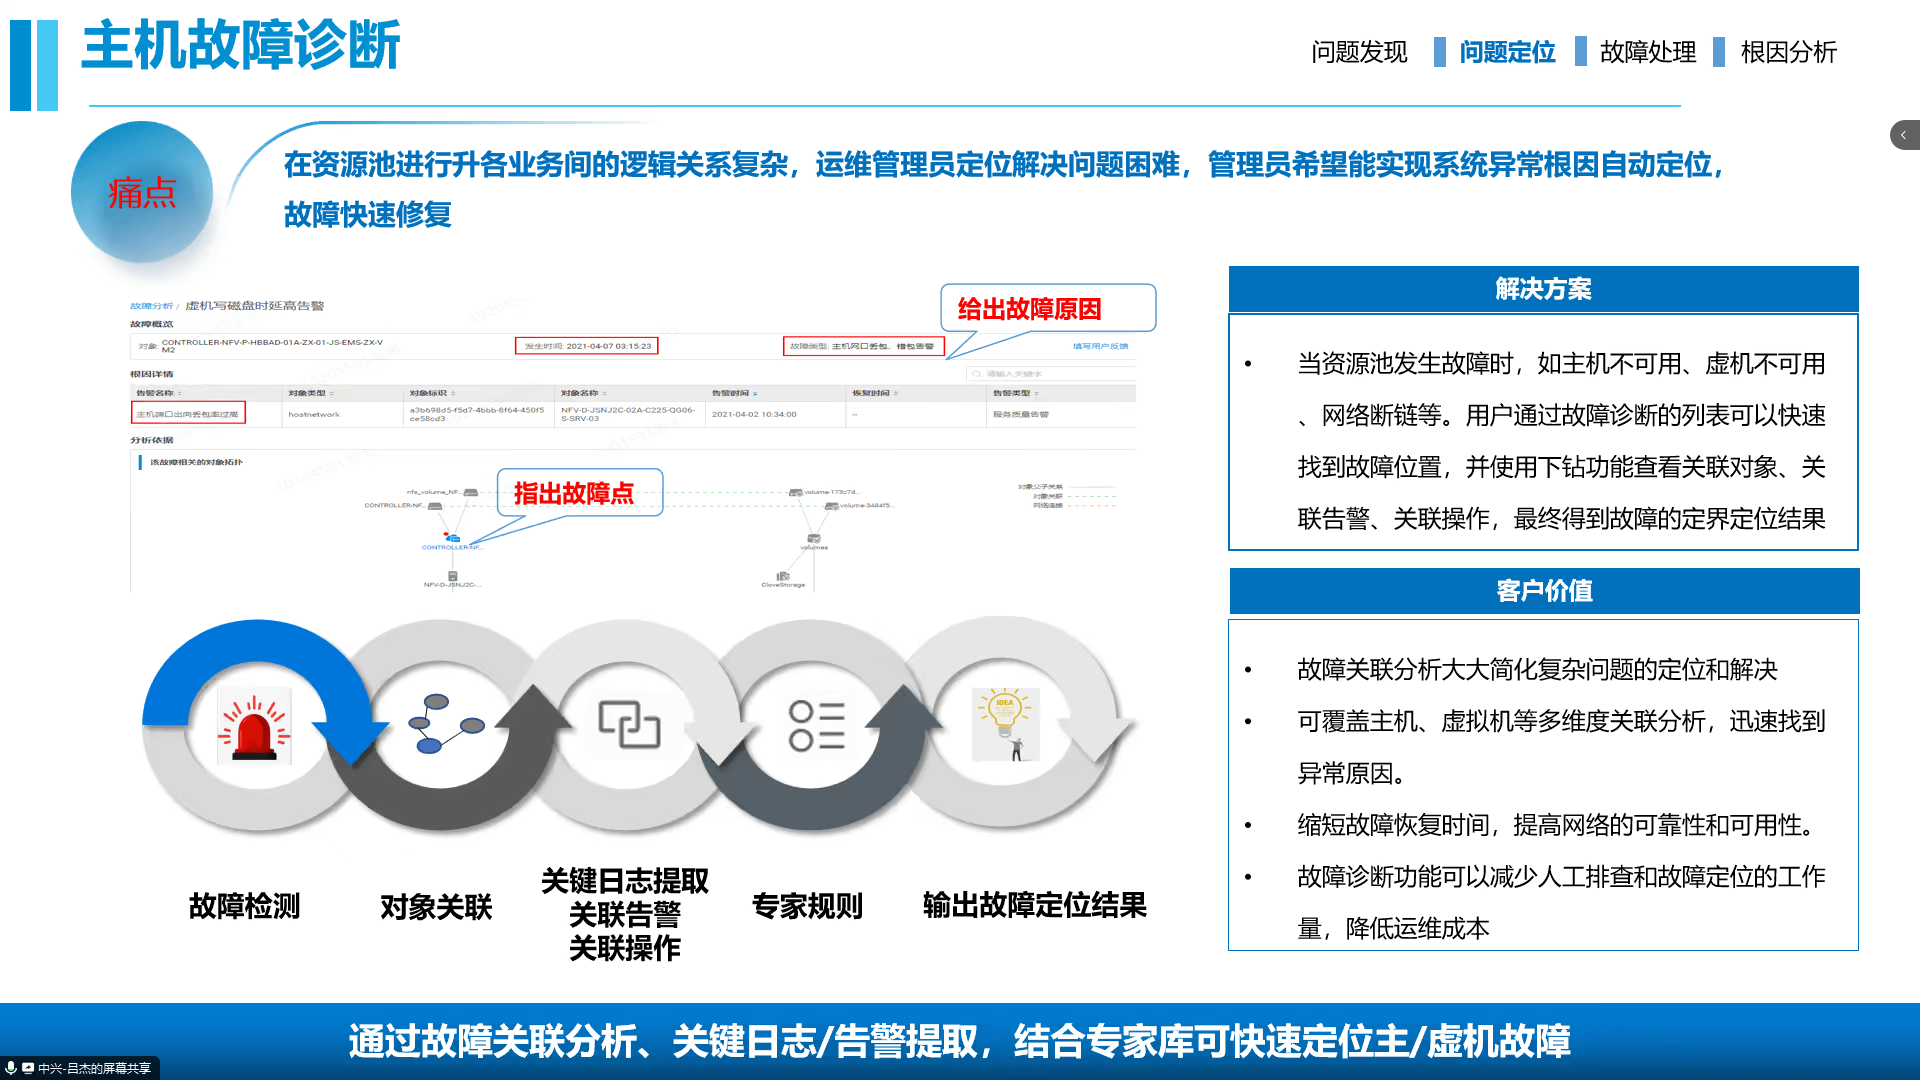 主机故障诊断
问题发现 问题定位 故障处理 根因分析
痛点
在资源池进行升各业务间的逻辑关系复杂，运维管理员定位解决问题困难，管理员希望能实现系统异常根因自动定位，
故障快速修复
故障分析 / 虚机写磁盘时延高告警
给出故障原因
故障概览
对象: CONTROLLER-NFV-P-HBBAD-01A-ZX-01-JS-EMS-ZX-V
M2
发生时间: 2021-04-07 03:15:23
故障类型: 主机网口丢包、错包告警
填写用户反馈
根因详情
请输入关键字
告警名称 对象类型 对象标识 对象名称 告警时间 恢复时间 告警类型
主机端口出向丢包率过高 hostnetwork a3b698d5-f5d7-4bbb-8f64-450f5
ce58cd3
NFV-D-JSNJ2C-02A-C225-QG06-
S-SRV-03
2021-04-02 10:34:00 -- 服务质量告警
分析依据
该故障相关的对象拓扑
指出故障点
nfs_volume_NF...
CONTROLLER-NF...
CONTROLLER-NF...
NFV-D-JSNJ2C-...
volume-173c7d...
volume-3484f5...
volumes
CloveStorage
对象父子关系
对象关联
网络连接
IDEA
故障检测
对象关联
关键日志提取
关联告警
关联操作
专家规则
输出故障定位结果
解决方案
• 当资源池发生故障时，如主机不可用、虚机不可用
、网络断链等。用户通过故障诊断的列表可以快速
找到故障位置，并使用下钻功能查看关联对象、关
联告警、关联操作，最终得到故障的定界定位结果
客户价值
• 故障关联分析大大简化复杂问题的定位和解决
• 可覆盖主机、虚拟机等多维度关联分析，迅速找到
异常原因。
• 缩短故障恢复时间，提高网络的可靠性和可用性。
• 故障诊断功能可以减少人工排查和故障定位的工作
量，降低运维成本
通过故障关联分析、关键日志/告警提取，结合专家库可快速定位主/虚机故障
中兴-吕杰的屏幕共享